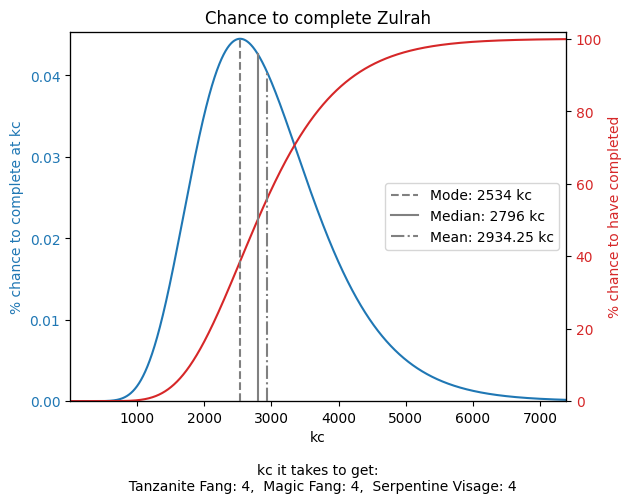 Chance to complete Zulrah
% chance to complete at kc
0.04
0.03
0.02
0.01
0.00
100
80
60
40
20
0
% chance to have completed
Mode: 2534 kc
Median: 2796 kc
Mean: 2934.25 kc
1000 2000 3000 4000 5000 6000 7000
kc
kc it takes to get:
Tanzanite Fang: 4,  Magic Fang: 4,  Serpentine Visage: 4